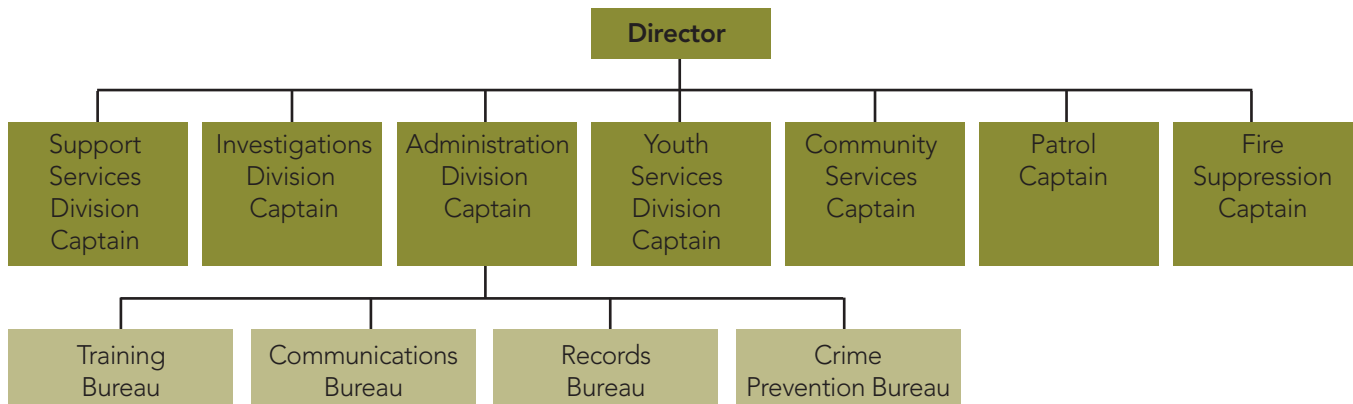 Director
Support
Services
Division
Captain
Investigations
Division
Captain
Administration
Division
Captain
Youth
Services
Division
Captain
Community
Services
Captain
Patrol
Captain
Fire
Suppression
Captain
Training
Bureau
Communications
Bureau
Records
Bureau
Crime
Prevention Bureau